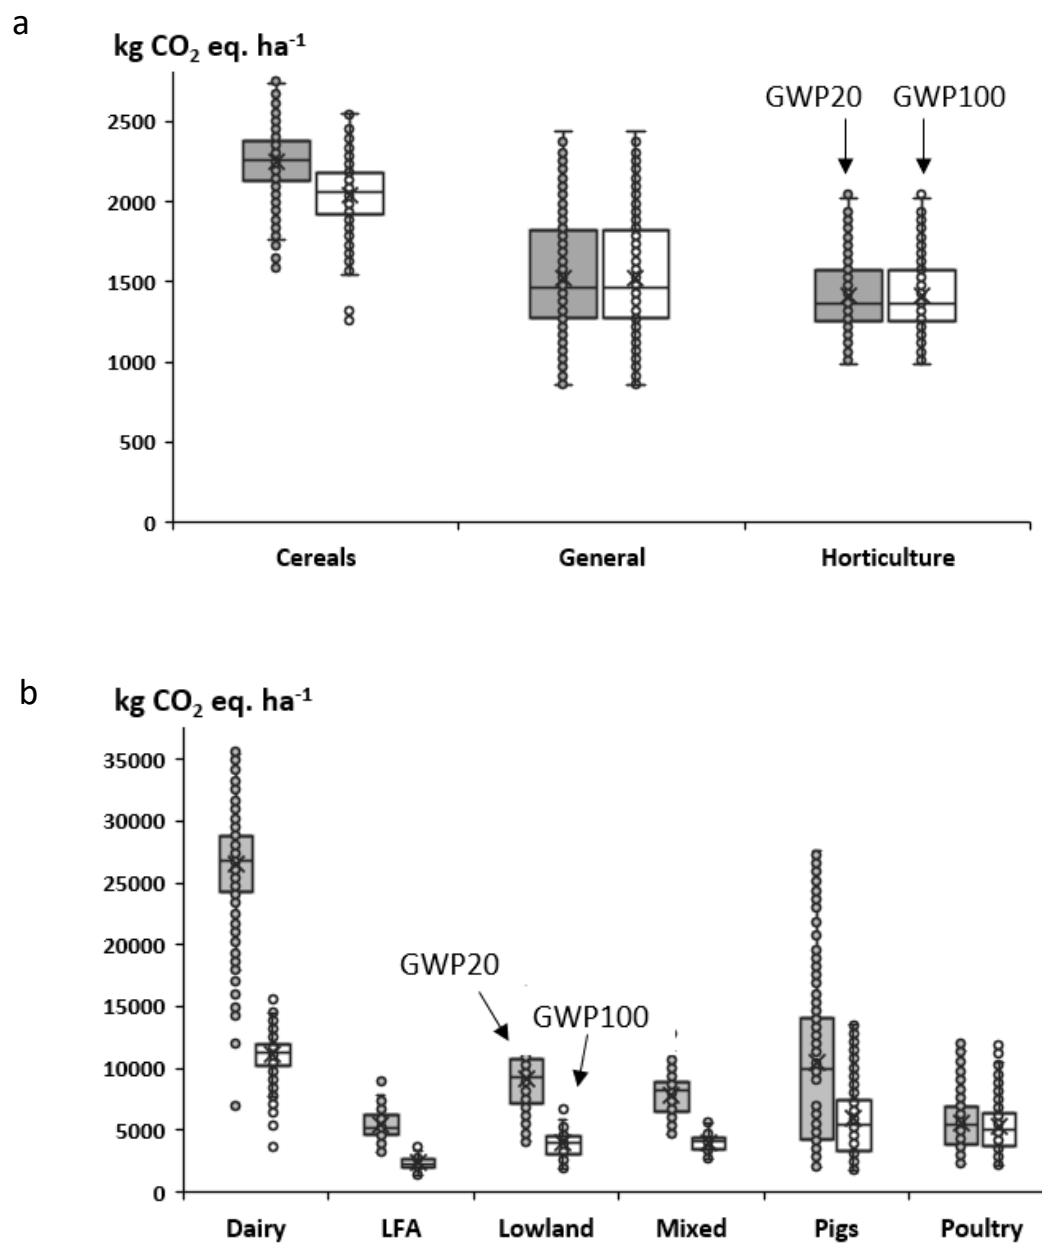 a
kg CO₂ eq. ha⁻¹
GWP20 GWP100
2500
2000
1500
1000
500
0
Cereals General Horticulture
b
kg CO₂ eq. ha⁻¹
35000
30000
25000
20000
GWP20
15000
GWP100
10000
5000
0
Dairy LFA Lowland Mixed Pigs Poultry